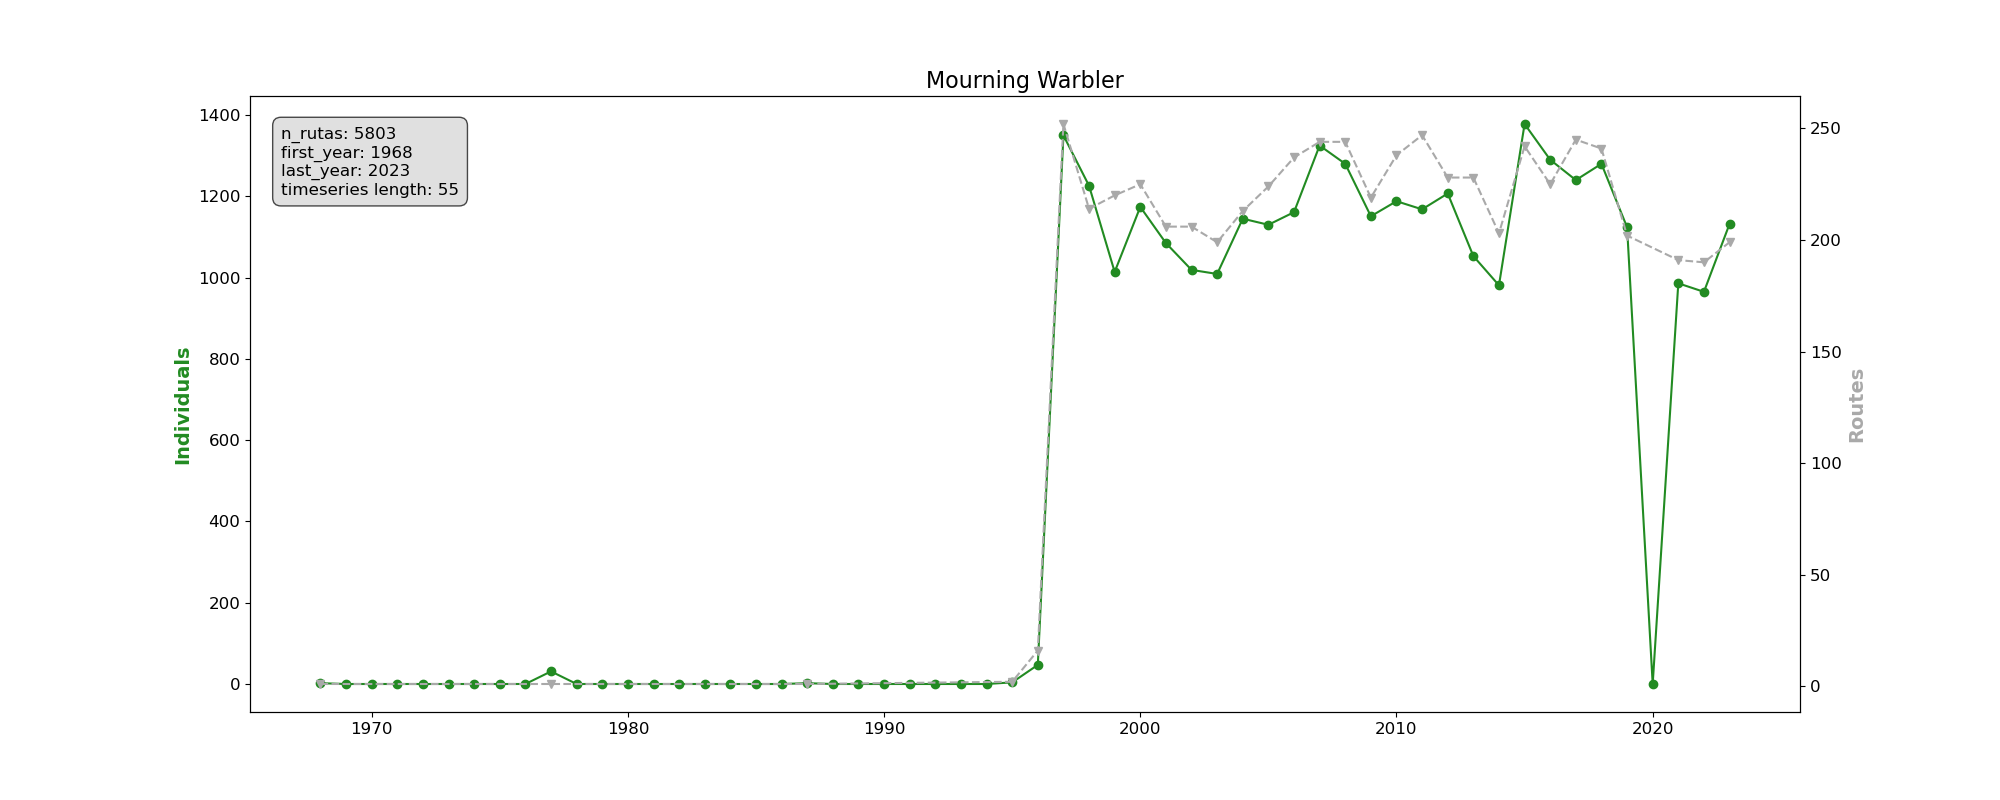 Mourning Warbler
n_rutas: 5803
first_year: 1968
last_year: 2023
timeseries length: 55
1400
1200
1000
800
600
400
200
0
Individuals
250
200
150
100
50
0
Routes
1970
1980
1990
2000
2010
2020